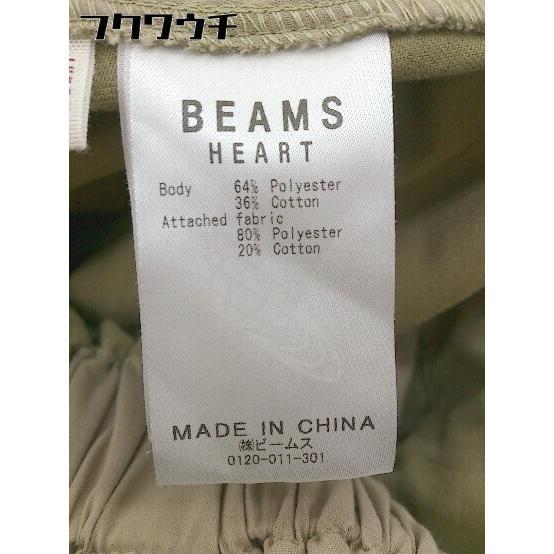 フクワウチ
BEAMS
HEART
Body 64% Polyester
36% Cotton
Attached fabric
80% Polyester
20% Cotton
MADE IN CHINA
㈱ビームス
0120-011-301